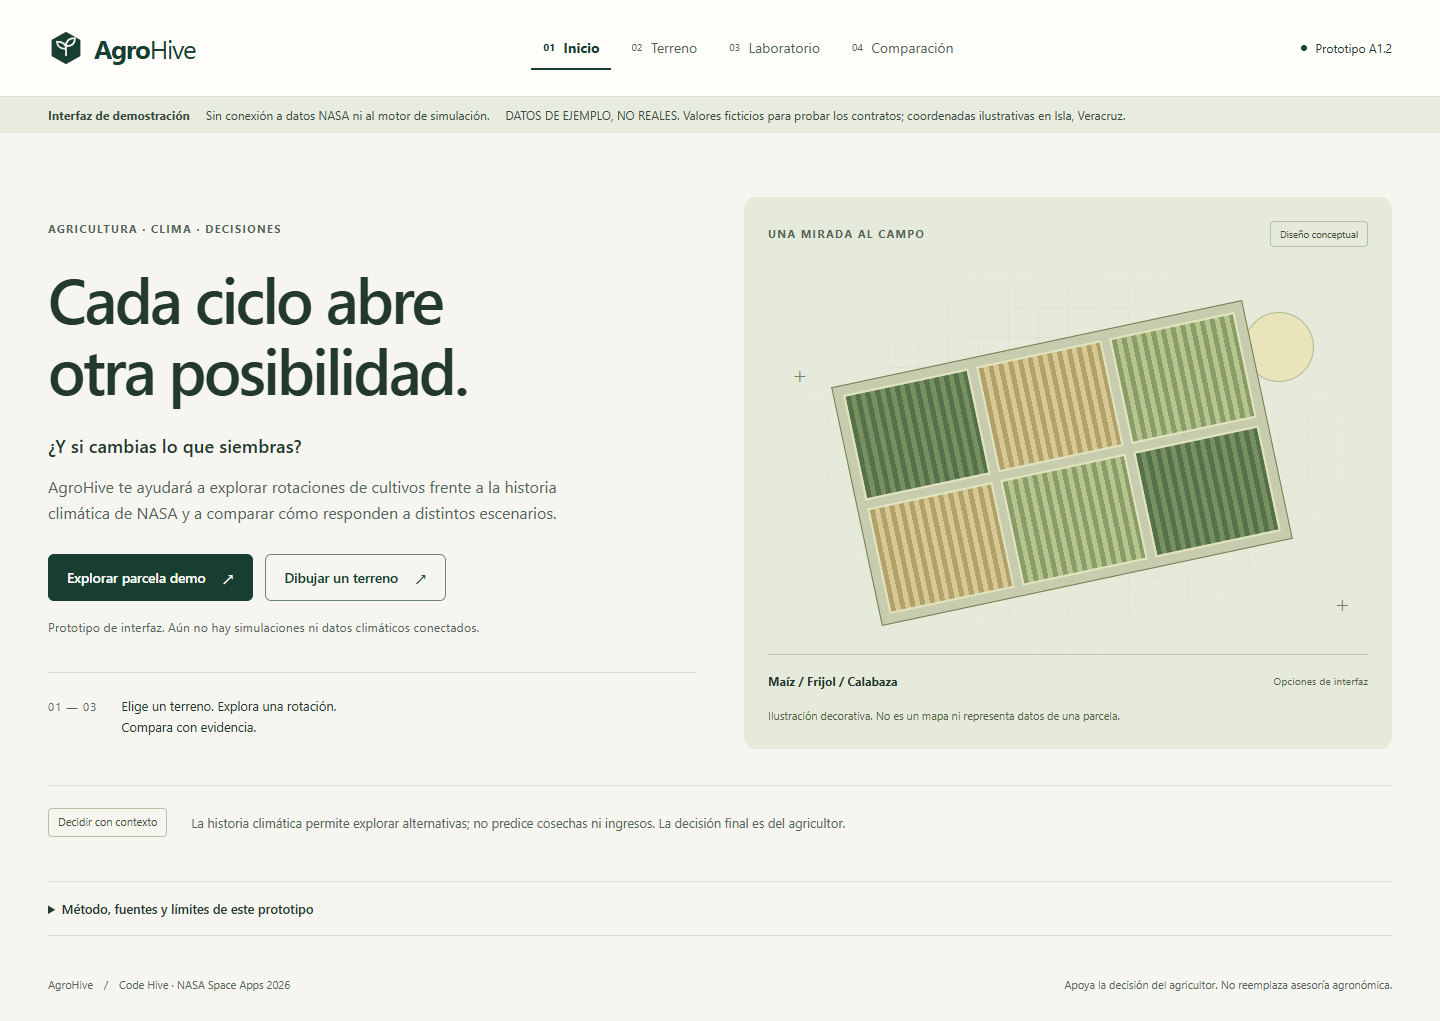 AgroHive
01 Inicio
02 Terreno
03 Laboratorio
04 Comparación
Prototipo A1.2
Interfaz de demostración Sin conexión a datos NASA ni al motor de simulación. DATOS DE EJEMPLO, NO REALES. Valores ficticios para probar los contratos; coordenadas ilustrativas en Isla, Veracruz.
AGRICULTURA · CLIMA · DECISIONES
Cada ciclo abre
otra posibilidad.
¿Y si cambias lo que siembras?
AgroHive te ayudará a explorar rotaciones de cultivos frente a la historia
climática de NASA y a comparar cómo responden a distintos escenarios.
Explorar parcela demo ↗
Dibujar un terreno ↗
Prototipo de interfaz. Aún no hay simulaciones ni datos climáticos conectados.
01 — 03
Elige un terreno. Explora una rotación.
Compara con evidencia.
UNA MIRADA AL CAMPO
Diseño conceptual
Maíz / Frijol / Calabaza
Opciones de interfaz
Ilustración decorativa. No es un mapa ni representa datos de una parcela.
Decidir con contexto
La historia climática permite explorar alternativas; no predice cosechas ni ingresos. La decisión final es del agricultor.
Método, fuentes y límites de este prototipo
AgroHive / Code Hive · NASA Space Apps 2026
Apoya la decisión del agricultor. No reemplaza asesoría agronómica.